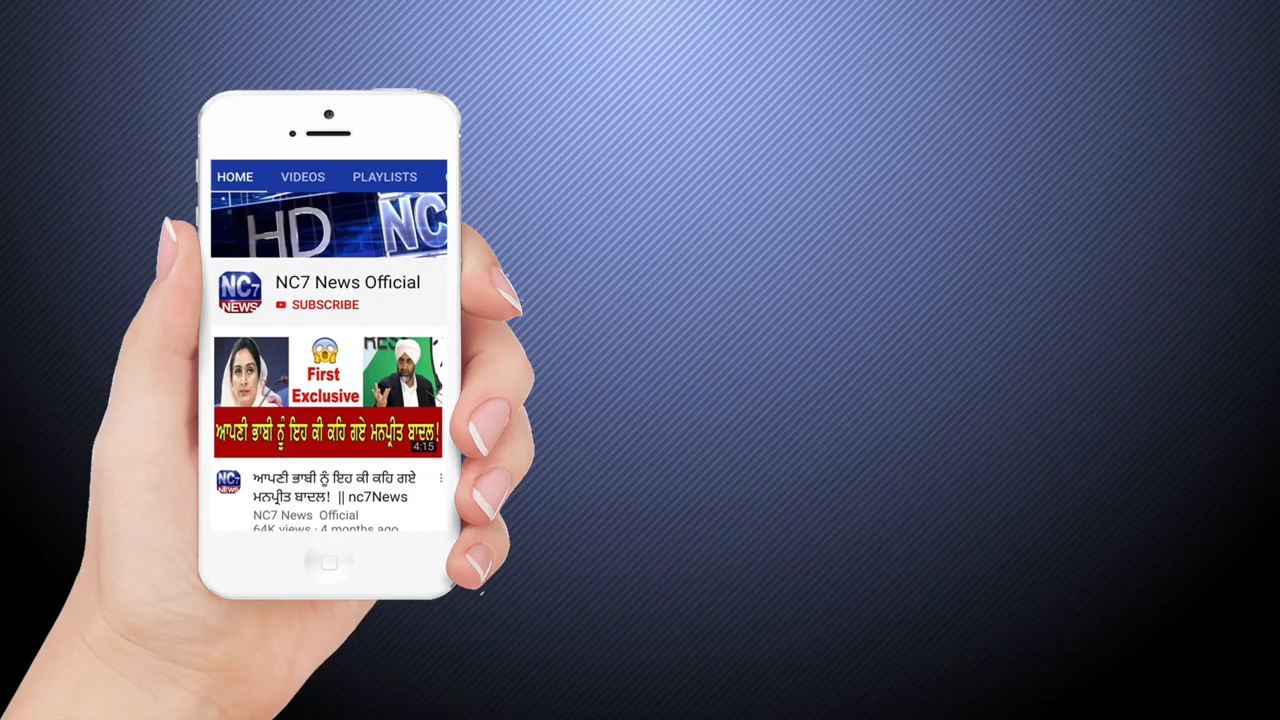 HOME VIDEOS PLAYLISTS
HD NC
NC7 NEWS
NC7 News Official
SUBSCRIBE
First
Exclusive
ਆਪਣੀ ਭਾਬੀ ਨੂੰ ਇਹ ਕੀ ਕਹਿ ਗਏ ਮਨਪ੍ਰੀਤ ਬਾਦਲ!
4:15
NC7 NEWS
ਆਪਣੀ ਭਾਬੀ ਨੂੰ ਇਹ ਕੀ ਕਹਿ ਗਏ
ਮਨਪ੍ਰੀਤ ਬਾਦਲ! || nc7News
NC7 News Official
64K views · 4 months ago